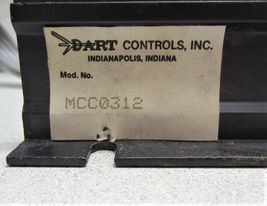 DART CONTROLS, INC.
INDIANAPOLIS, INDIANA
Mod. No.
MCC0312